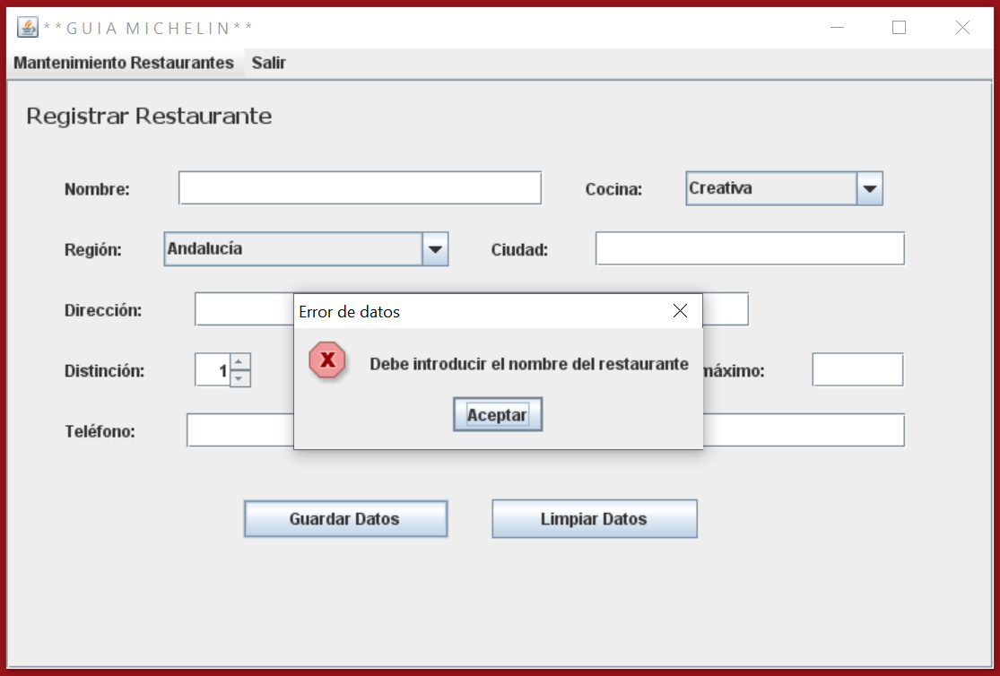 **GUIA MICHELIN**
Mantenimiento Restaurantes Salir
Registrar Restaurante
Nombre: Cocina: Creativa
Región: Andalucía Ciudad:
Dirección:
Error de datos
Distinción: 1 máximo:
X Debe introducir el nombre del restaurante
Aceptar
Teléfono:
Guardar Datos Limpiar Datos